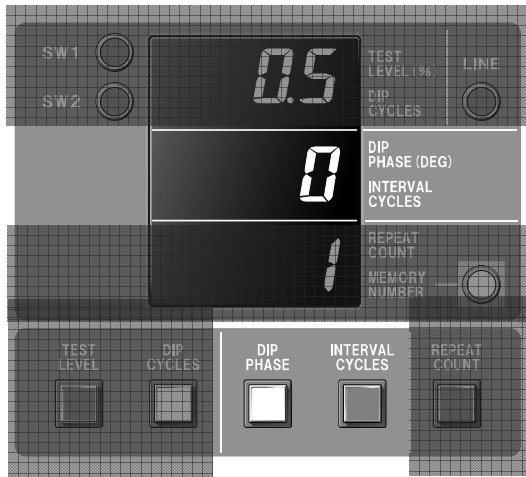 SW1
SW2
0.5
TEST
LEVEL (%)
DIP
CYCLES
LINE
0
DIP
PHASE (DEG)
INTERVAL
CYCLES
1
REPEAT
COUNT
MEMORY
NUMBER
TEST
LEVEL
DIP
CYCLES
DIP
PHASE
INTERVAL
CYCLES
REPEAT
COUNT